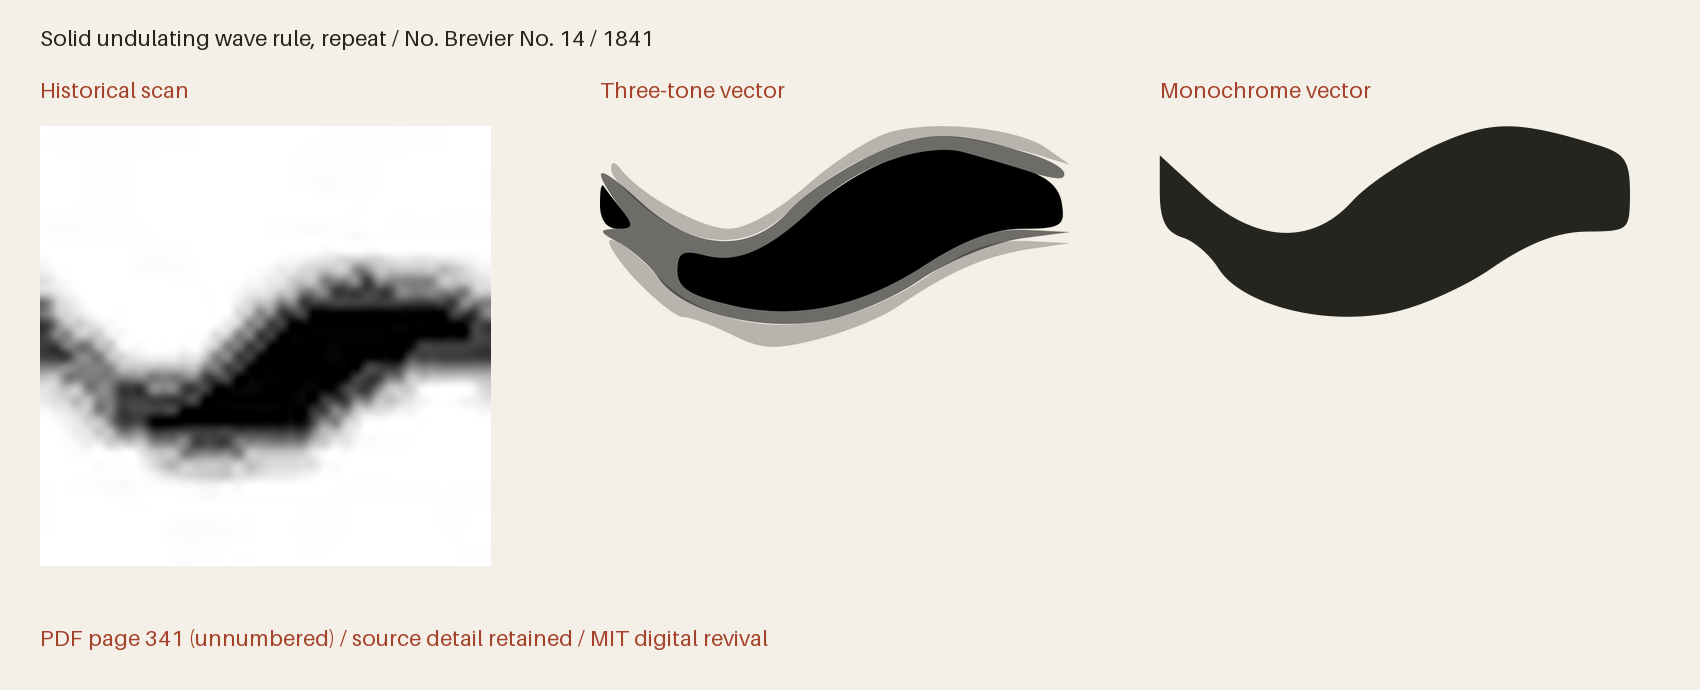 Solid undulating wave rule, repeat / No. Brevier No. 14 / 1841
Historical scan
Three-tone vector
Monochrome vector
PDF page 341 (unnumbered) / source detail retained / MIT digital revival